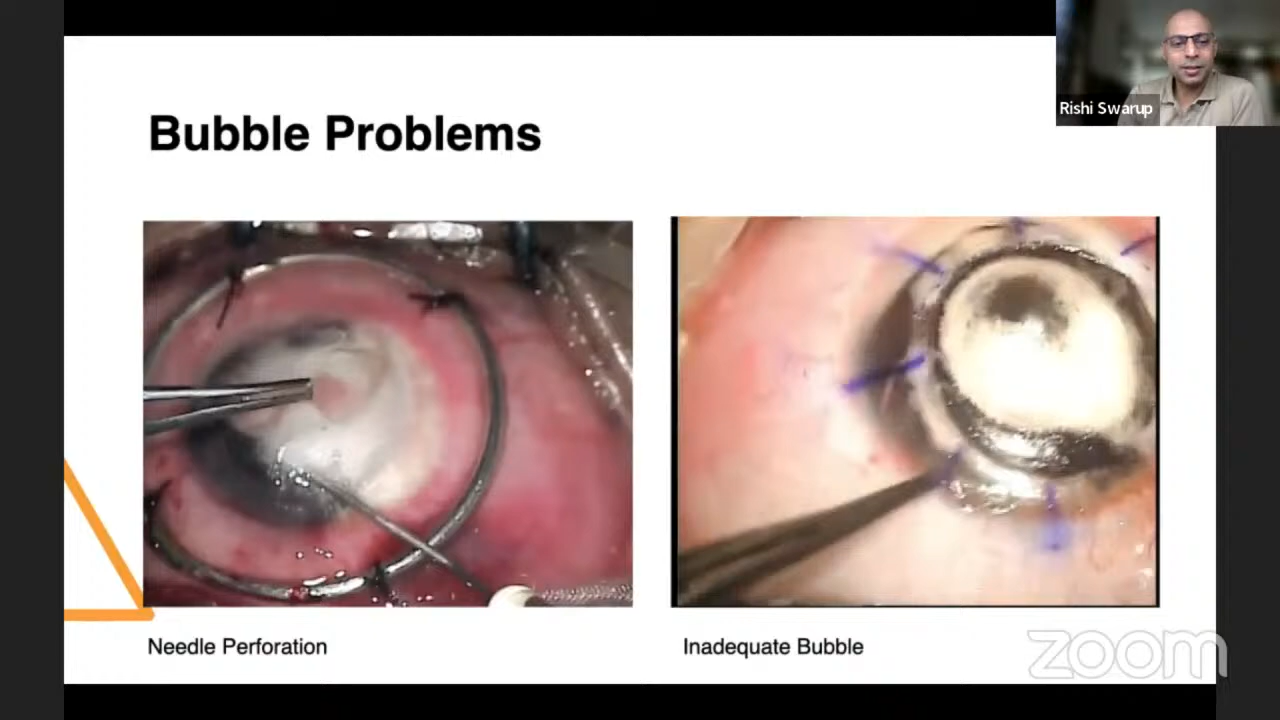 Bubble Problems
Rishi Swarup
Needle Perforation
Inadequate Bubble
zoom